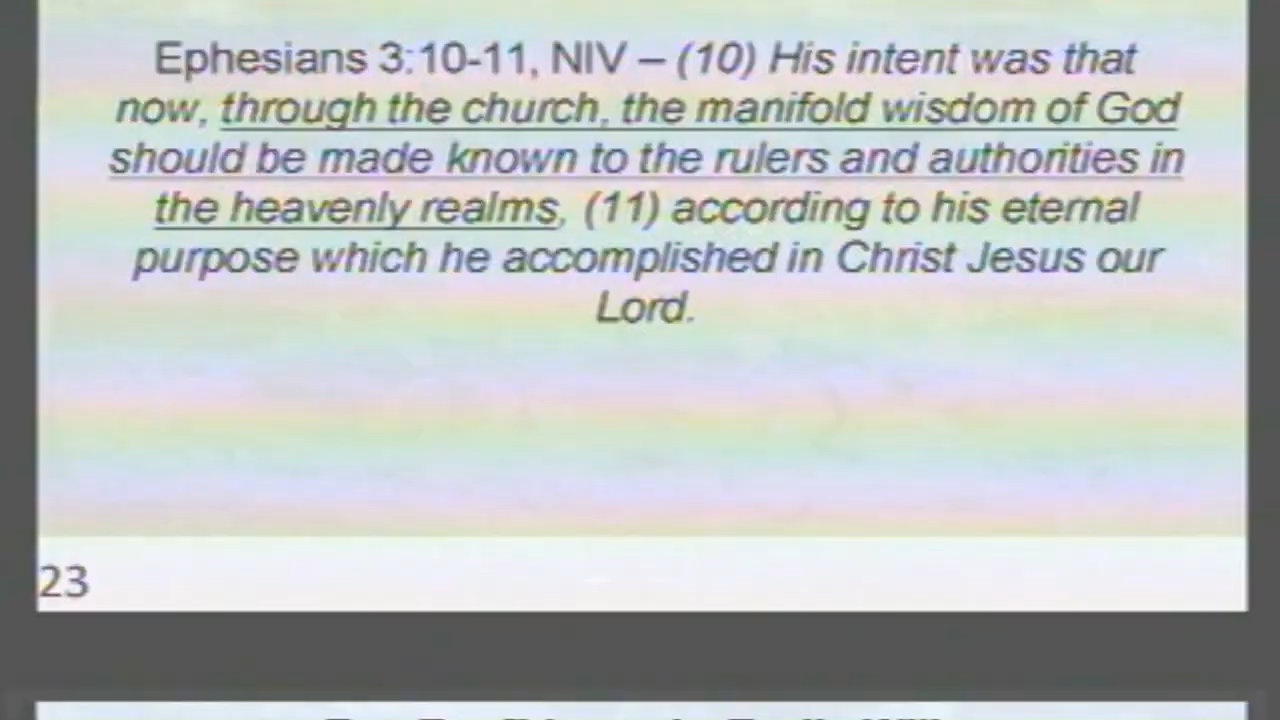 Ephesians 3:10-11, NIV – (10) His intent was that
now, through the church, the manifold wisdom of God
should be made known to the rulers and authorities in
the heavenly realms, (11) according to his eternal
purpose which he accomplished in Christ Jesus our
Lord.
23